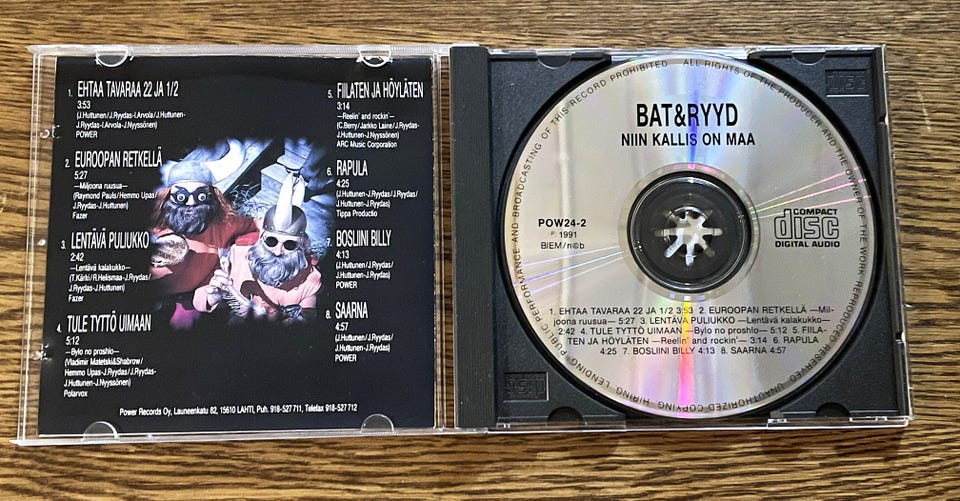 1. EHTAA TAVARAA 22 JA 1/2
3:53
(J.Huttunen/J.Ryydas-I.Arvola/J.Huttunen-
J.Ryydas-I.Arvola-J.Nyyssönen)
POWER
2. EUROOPAN RETKELLÄ
5:27
—Miljoona ruusua—
(Raymond Pauls/Hemmo Upas/
J.Ryydas-J.Huttunen)
Fazer
3. LENTÄVÄ PULIUKKO
2:42
—Lentävä kalakukko—
(T.Kärki/R.Helismaa-J.Ryydas/
J.Ryydas-J.Huttunen)
Fazer
4. TULE TYTTÖ UIMAAN
5:12
—Bylo no proshlo—
(Vladimir Matetski&Shabrow/
Hemmo Upas-J.Ryydas/J.Ryydas-
J.Huttunen-J.Nyyssönen)
Polarvox
5. FIILATEN JA HÖYLÄTEN
3:14
—Reelin' and rockin'—
(C.Berry/Jarkko Laine/J.Ryydas-
J.Huttunen-J.Nyyssönen)
ARC Music Corporation
6. RAPULA
4:25
(J.Huttunen-J.Ryydas/J.Ryydas/
J.Ryydas-J.Huttunen)
Tippa Productio
7. BOSLIINI BILLY
4:13
(J.Huttunen/J.Ryydas/
J.Huttunen-J.Ryydas)
POWER
8. SAARNA
4:57
(J.Huttunen/J.Ryydas/
J.Huttunen-J.Ryydas)
POWER
Power Records Oy, Launeenkatu 82, 15610 LAHTI, Puh. 918-527 711, Telefax 918-527 712
BAT&RYYD
NIIN KALLIS ON MAA
POW24-2
℗ 1991
BIEM/n©b
COMPACT
disc
DIGITAL AUDIO
1. EHTAA TAVARAA 22 JA 1/2 3:53 2. EUROOPAN RETKELLÄ —Mil-
joona ruusua— 5:27 3. LENTÄVÄ PULIUKKO —Lentävä kalakukko—
2:42 4. TULE TYTTÖ UIMAAN —Bylo no proshlo— 5:12 5. FIILA-
TEN JA HÖYLÄTEN —Reelin' and rockin'— 3:14 6. RAPULA
4:25 7. BOSLIINI BILLY 4:13 8. SAARNA 4:57
ALL RIGHTS OF THE PRODUCER AND OF THE OWNER OF THE WORK REPRODUCED RESERVED. UNAUTHORIZED COPYING, HIRING, LENDING, PUBLIC PERFORMANCE AND BROADCASTING OF THIS RECORD PROHIBITED